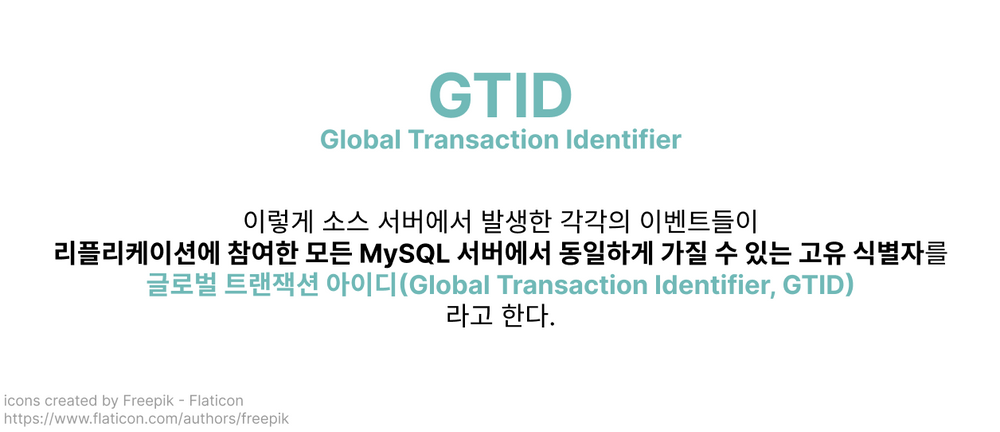 GTID
Global Transaction Identifier
이렇게 소스 서버에서 발생한 각각의 이벤트들이
리플리케이션에 참여한 모든 MySQL 서버에서 동일하게 가질 수 있는 고유 식별자를
글로벌 트랜잭션 아이디(Global Transaction Identifier, GTID)
라고 한다.
icons created by Freepik - Flaticon
https://www.flaticon.com/authors/freepik